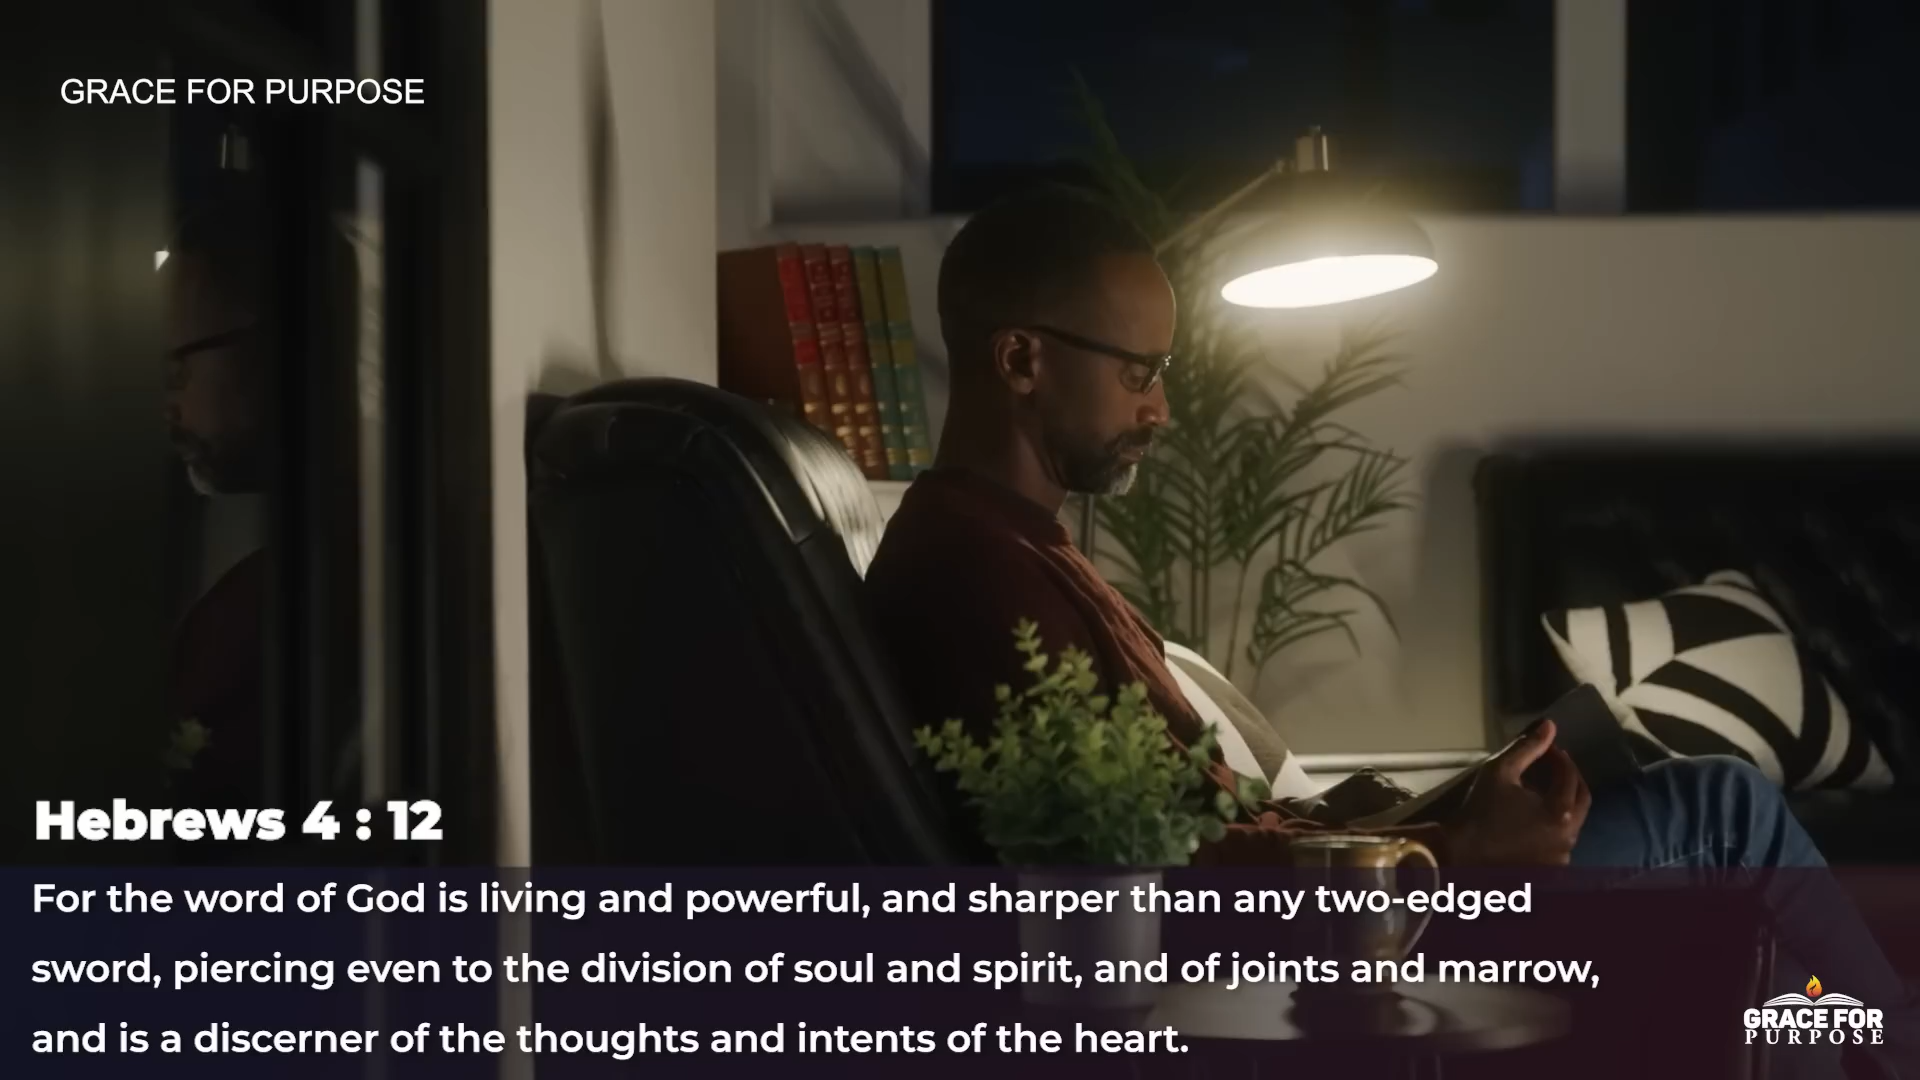 GRACE FOR PURPOSE
Hebrews 4 : 12
For the word of God is living and powerful, and sharper than any two-edged
sword, piercing even to the division of soul and spirit, and of joints and marrow,
and is a discerner of the thoughts and intents of the heart.
GRACE FOR
PURPOSE